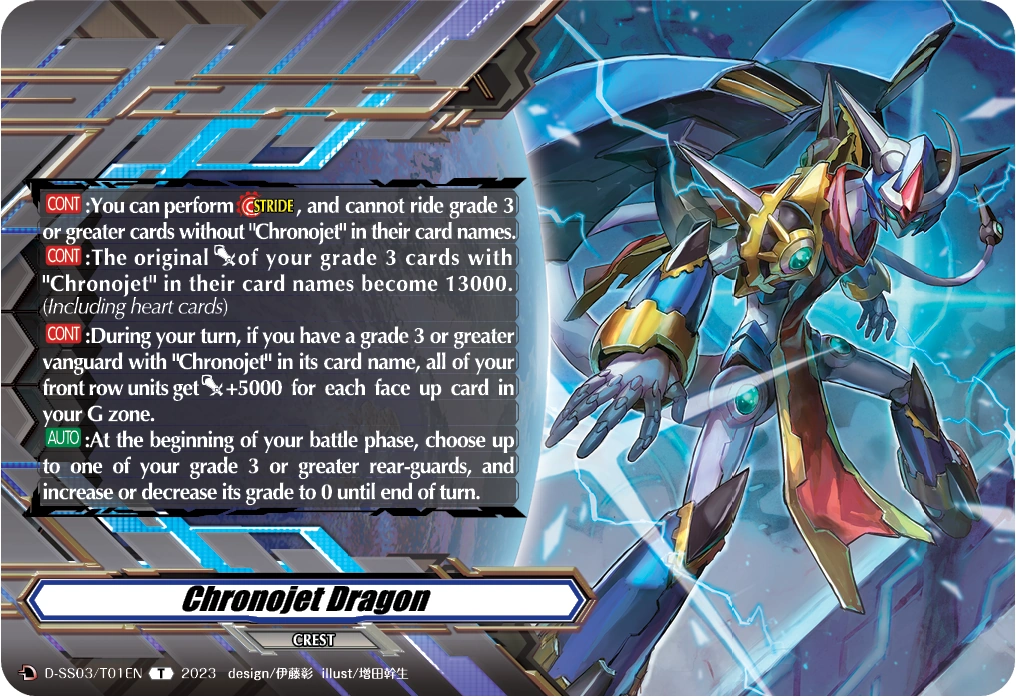 CONT:You can perform STRIDE, and cannot ride grade 3
or greater cards without "Chronojet" in their card names.
CONT:The original of your grade 3 cards with
"Chronojet" in their card names become 13000.
(Including heart cards)
CONT:During your turn, if you have a grade 3 or greater
vanguard with "Chronojet" in its card name, all of your
front row units get +5000 for each face up card in
your G zone.
AUTO:At the beginning of your battle phase, choose up
to one of your grade 3 or greater rear-guards, and
increase or decrease its grade to 0 until end of turn.
Chronojet Dragon
CREST
D D-SS03/T01EN T 2023 design/伊藤彰 illust/増田幹生